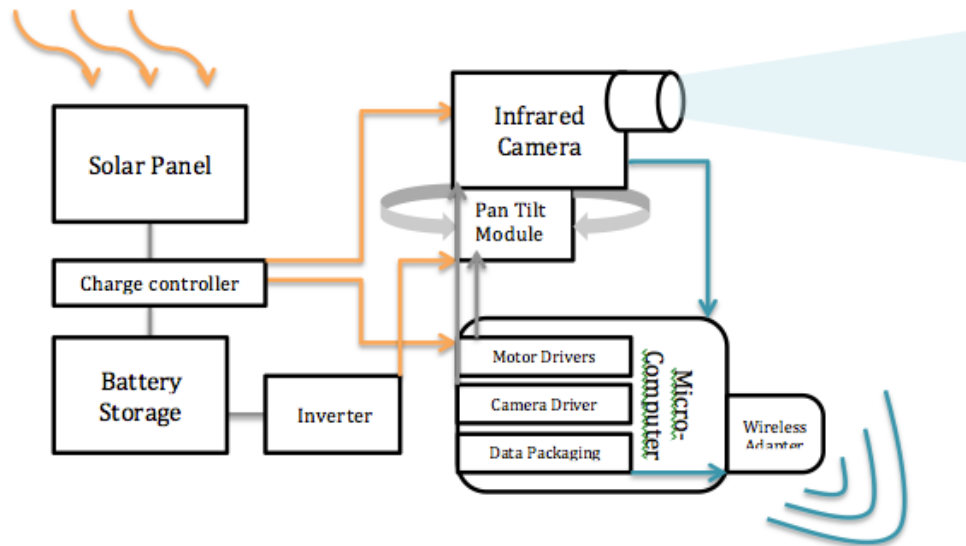 Solar Panel
Charge controller
Battery
Storage
Inverter
Infrared
Camera
Pan Tilt
Module
Motor Drivers
Camera Driver
Data Packaging
Micro-
Computer
Wireless
Adapter